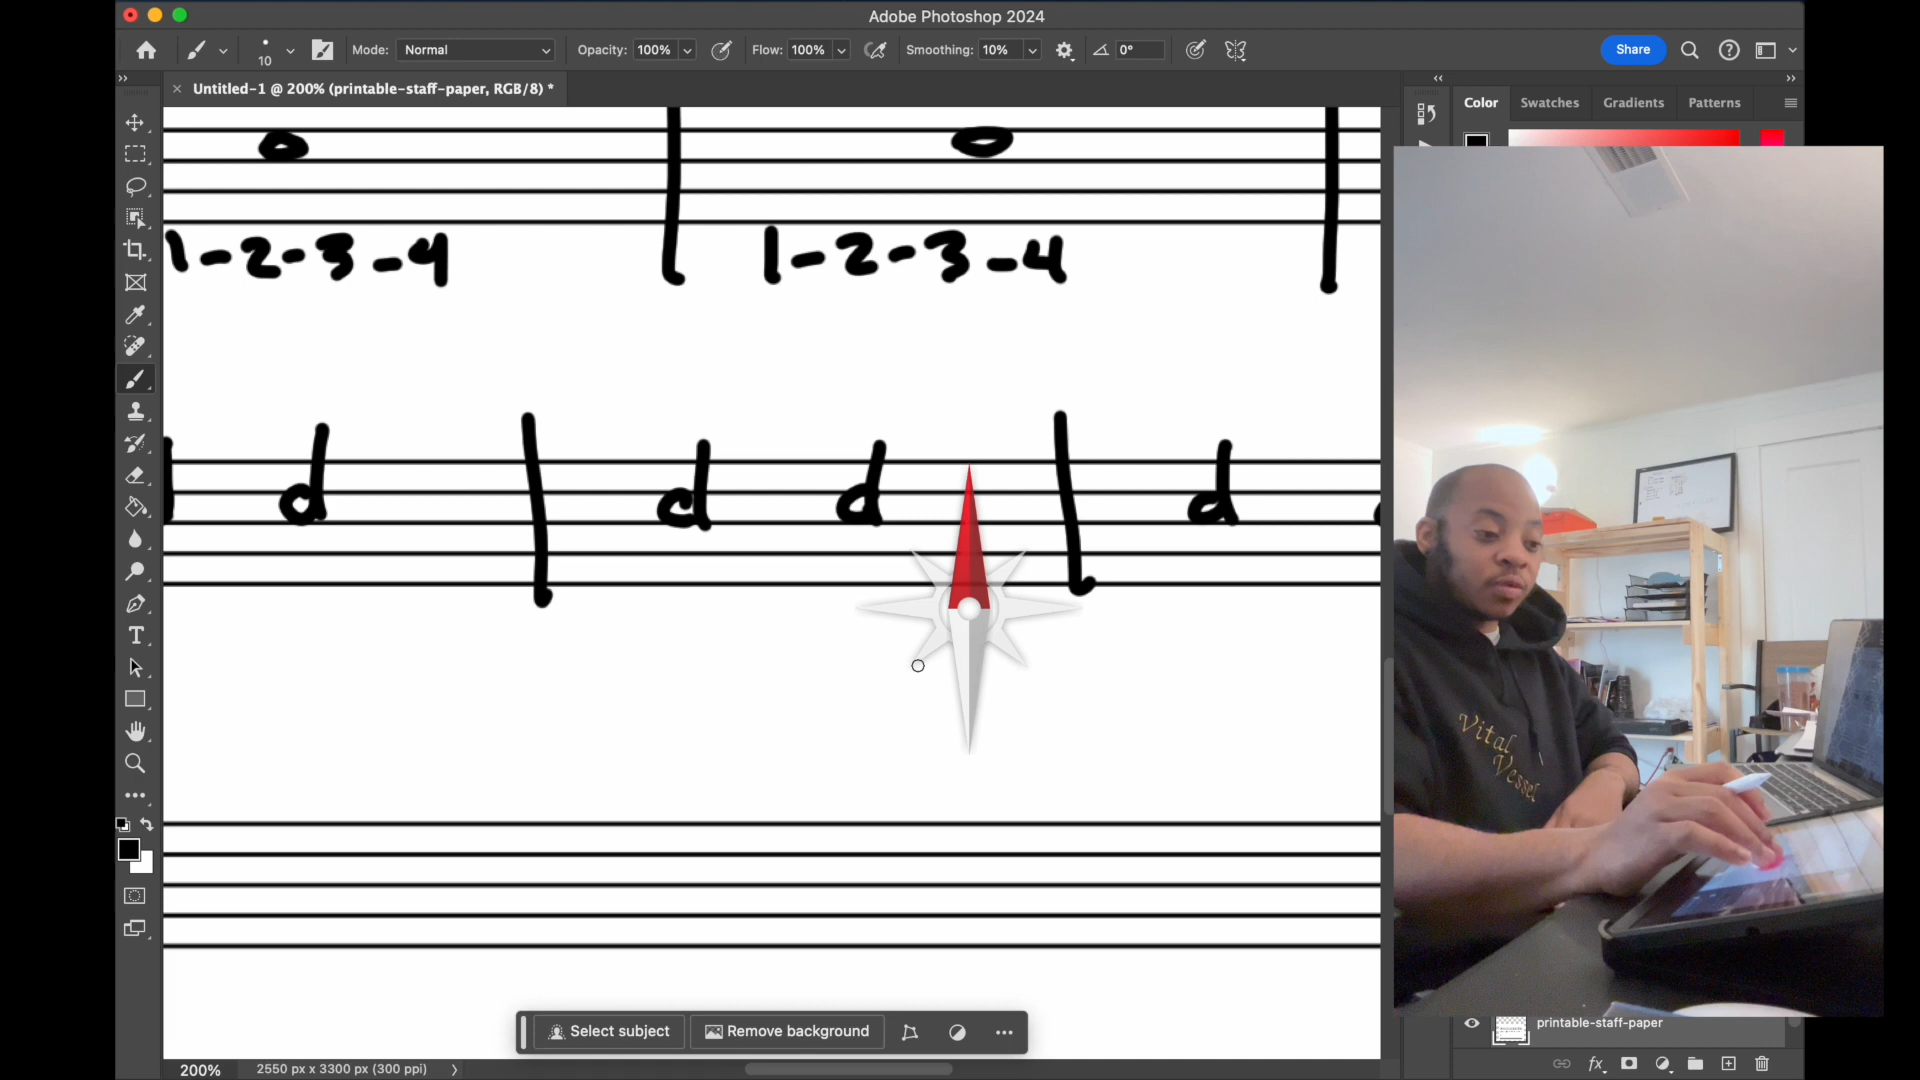 Adobe Photoshop 2024
10 Mode: Normal Opacity: 100% Flow: 100% Smoothing: 10% 0° Share
Untitled-1 @ 200% (printable-staff-paper, RGB/8) *
Color Swatches Gradients Patterns
1-2-3-4 1-2-3-4
Vital
Vessel
Select subject Remove background
printable-staff-paper
200% 2550 px x 3300 px (300 ppi)